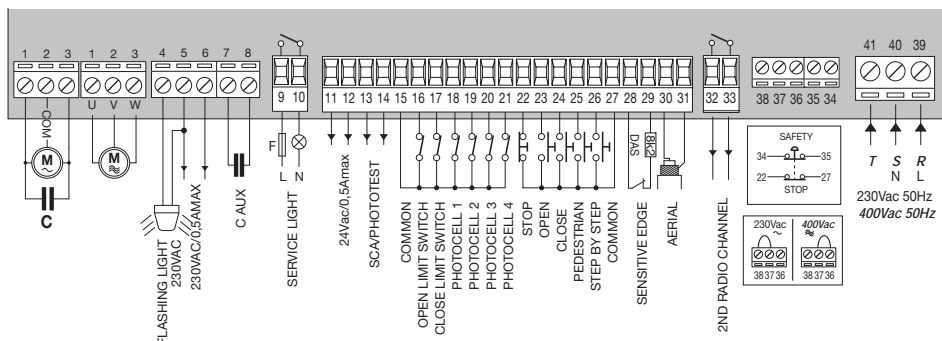 1 2 3 1 2 3 4 5 6 7 8
9 10
11 12 13 14 15 16 17 18 19 20 21 22 23 24 25 26 27 28 29 30 31
32 33
38 37 36 35 34
41 40 39
COM
U V W
M
M
C
FLASHING LIGHT
230VAC
230VAC/0,5AMAX
C AUX
F
L N
SERVICE LIGHT
24Vac/0,5Amax
SCA/PHOTOTEST
COMMON
OPEN LIMIT SWITCH
CLOSE LIMIT SWITCH
PHOTOCELL 1
PHOTOCELL 2
PHOTOCELL 3
PHOTOCELL 4
STOP
OPEN
CLOSE
PEDESTRIAN
STEP BY STEP
COMMON
DAS
8K2
SENSITIVE EDGE
AERIAL
2ND RADIO CHANNEL
SAFETY
34 35
22 27
STOP
230Vac 400Vac
38 37 36 38 37 36
T S R
N L
230Vac 50Hz
400Vac 50Hz